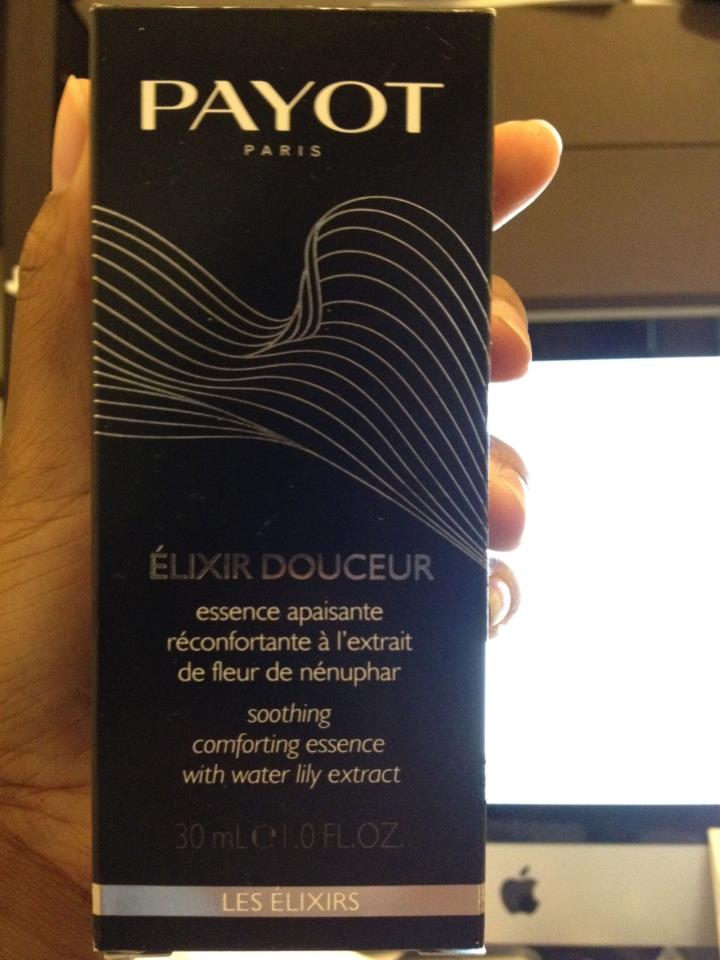 PAYOT
PARIS
ÉLIXIR DOUCEUR
essence apaisante
réconfortante à l'extrait
de fleur de nénuphar
soothing
comforting essence
with water lily extract
30 mL ℮ 1.0 FL.OZ.
LES ÉLIXIRS